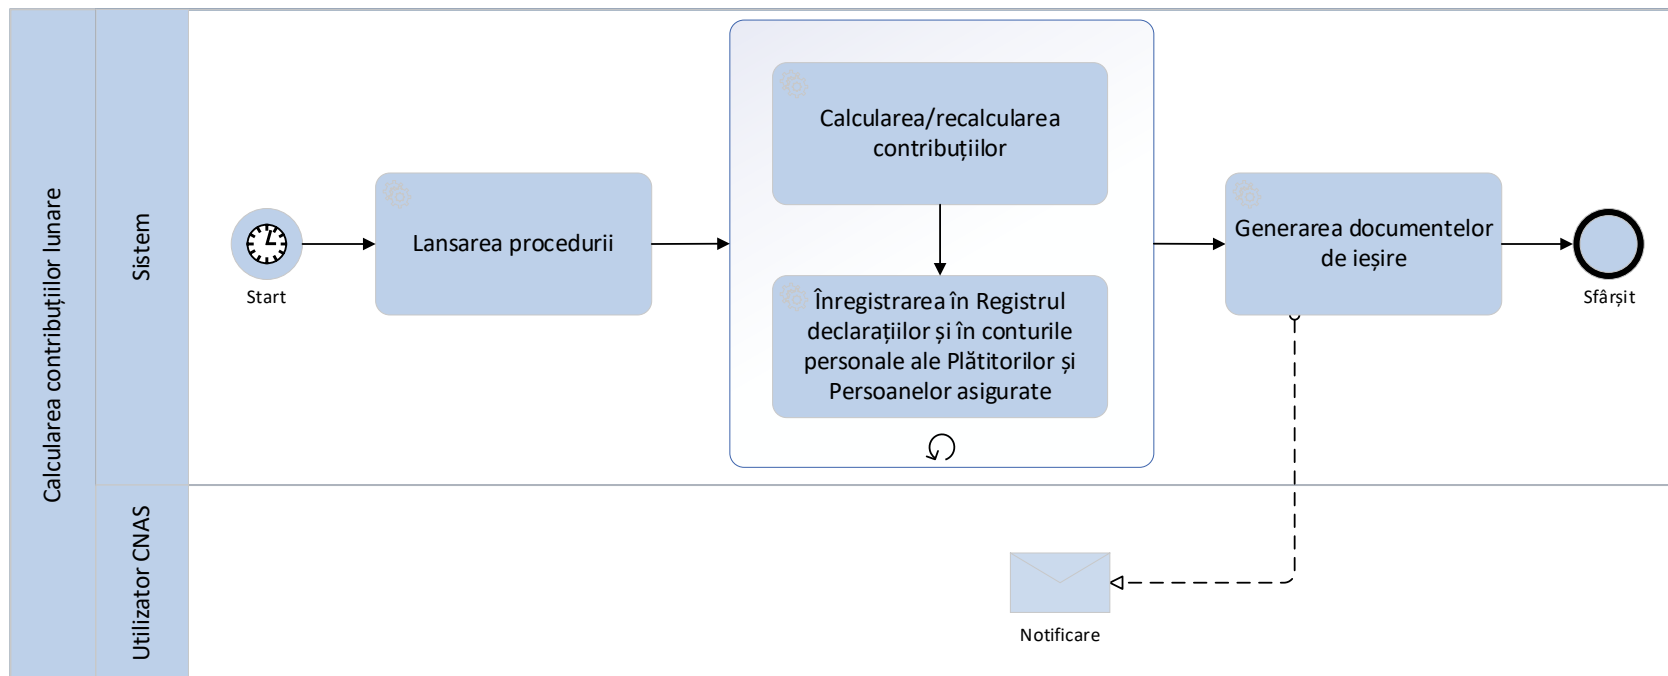 Calcularea contribuțiilor lunare
Sistem
Start
Lansarea procedurii
Calcularea/recalcularea
contribuțiilor
Înregistrarea în Registrul
declarațiilor și în conturile
personale ale Plătitorilor și
Persoanelor asigurate
Generarea documentelor
de ieșire
Sfârșit
Utilizator CNAS
Notificare